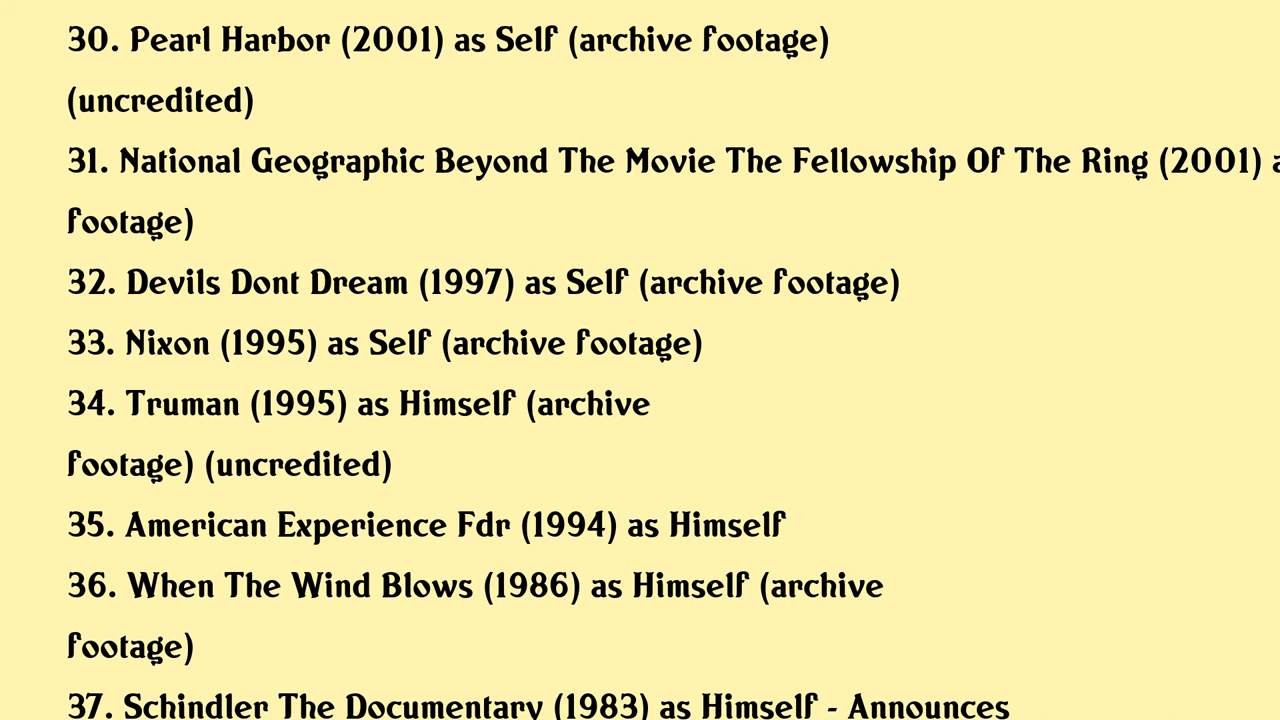 30. Pearl Harbor (2001) as Self (archive footage)
(uncredited)
31. National Geographic Beyond The Movie The Fellowship Of The Ring (2001)
footage)
32. Devils Dont Dream (1997) as Self (archive footage)
33. Nixon (1995) as Self (archive footage)
34. Truman (1995) as Himself (archive
footage) (uncredited)
35. American Experience Fdr (1994) as Himself
36. When The Wind Blows (1986) as Himself (archive
footage)
37. Schindler The Documentary (1983) as Himself - Announces